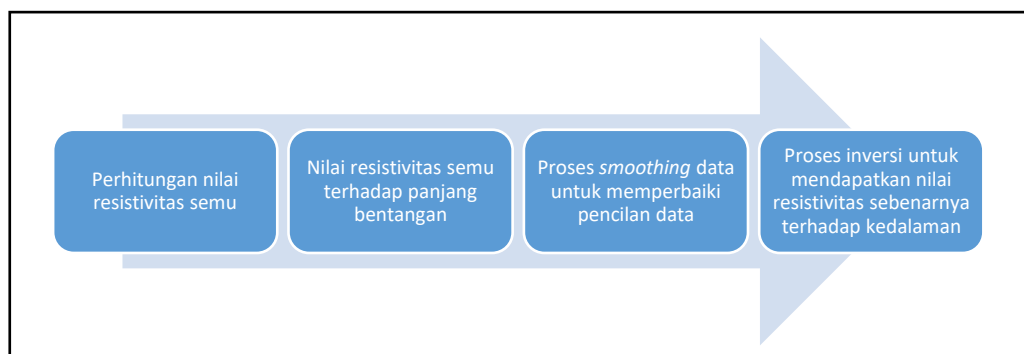 Perhitungan nilai
resistivitas semu
Nilai resistivitas semu
terhadap panjang
bentangan
Proses smoothing data
untuk memperbaiki
pencilan data
Proses inversi untuk
mendapatkan nilai
resistivitas sebenarnya
terhadap kedalaman